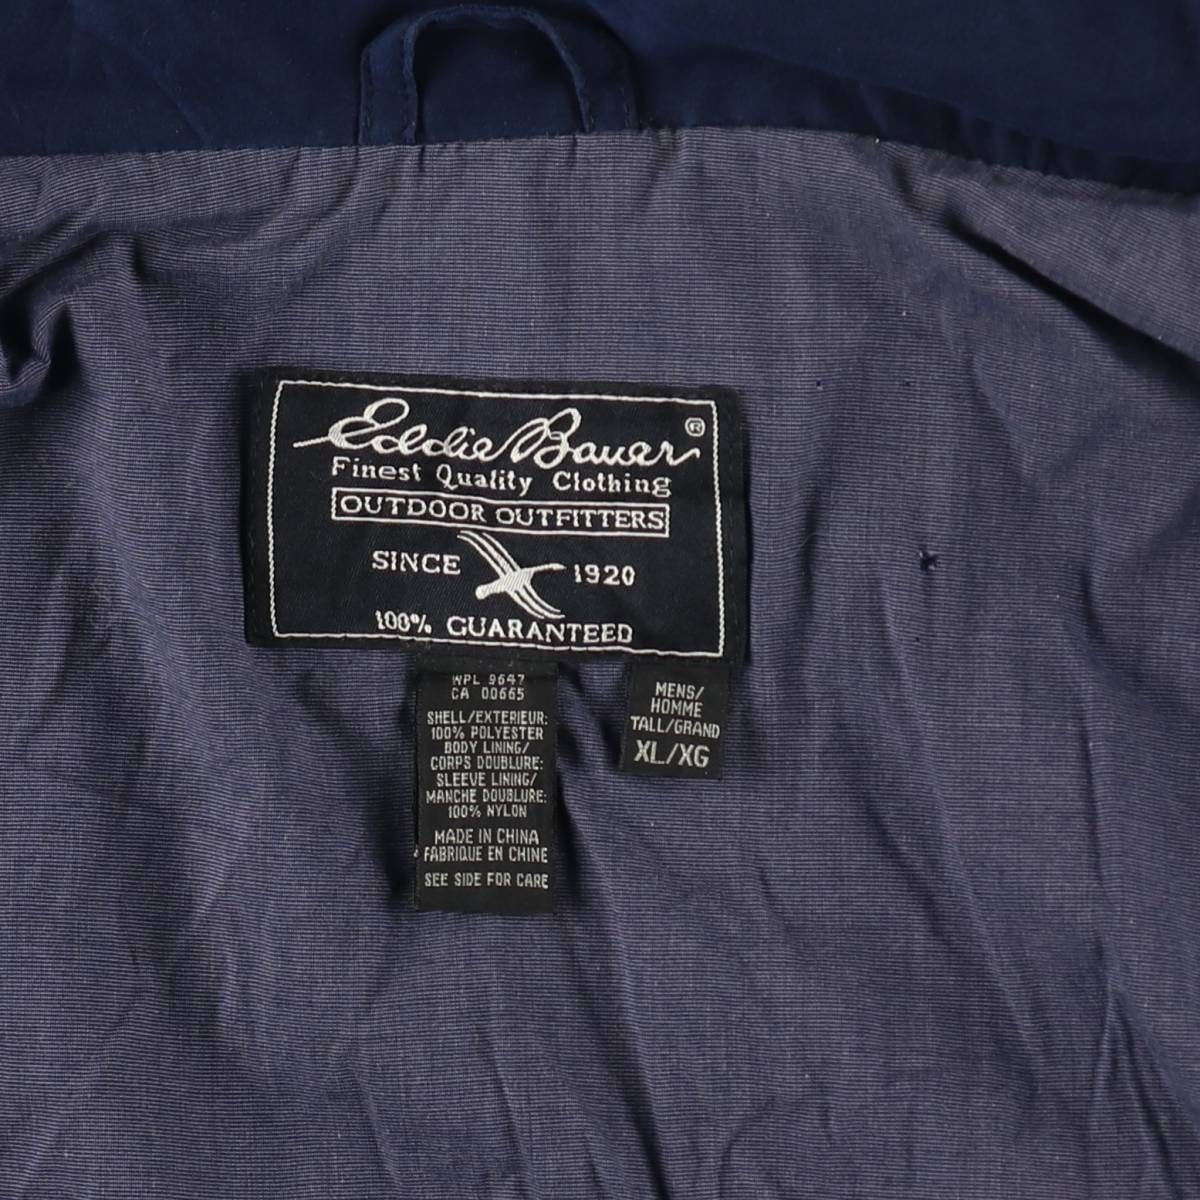 Eddie Bauer ®
Finest Quality Clothing
OUTDOOR OUTFITTERS
SINCE 1920
100% GUARANTEED
WPL 9647
CA 00665
SHELL/EXTERIEUR:
100% POLYESTER
BODY LINING/
CORPS DOUBLURE:
SLEEVE LINING/
MANCHE DOUBLURE:
100% NYLON
MADE IN CHINA
FABRIQUE EN CHINE
SEE SIDE FOR CARE
MENS/
HOMME
TALL/GRAND
XL/XG